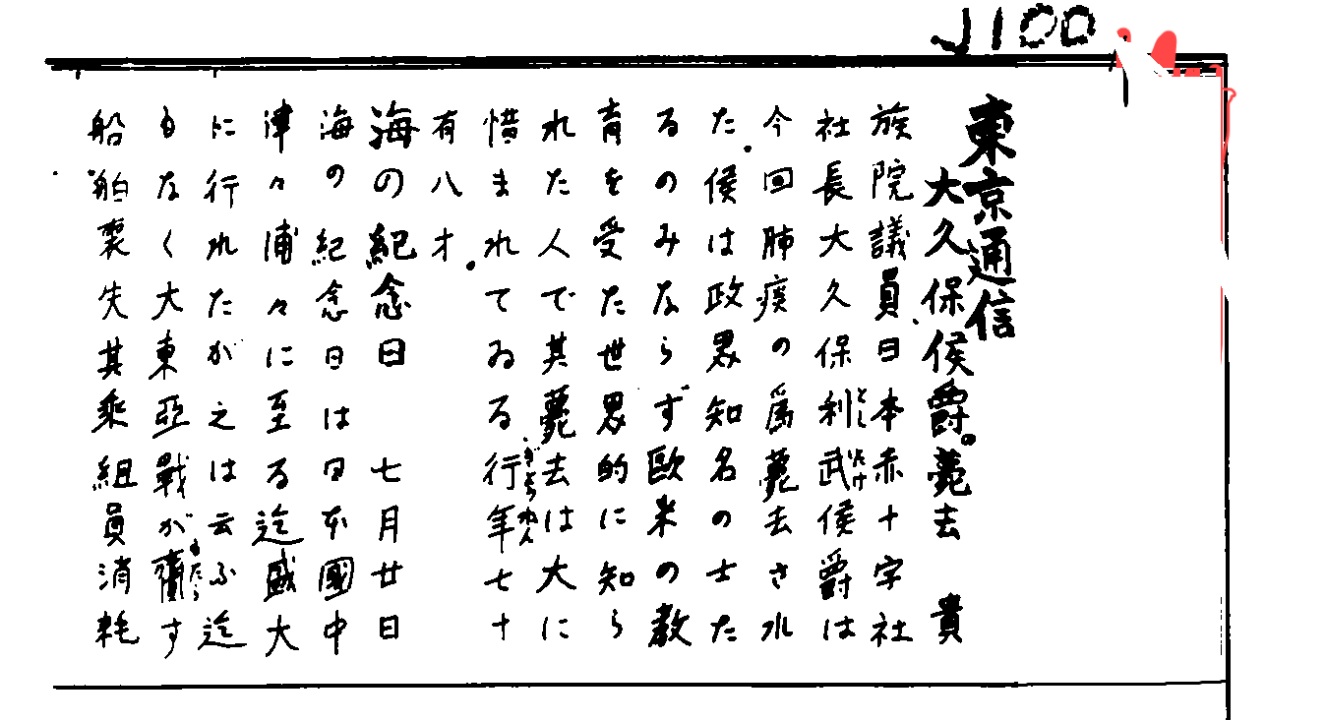 J100
東京通信
大久保侯爵薨去 貴
族院議員日本赤十字社
社長大久保利武侯爵は
今回肺疾の為薨去され
た。侯は政界知名の士た
るのみならず欧米の教
育を受た世界的に知ら
れた人で其薨去は大に
惜まれてゐる行年七十
有八才。
海の紀念日 七月廿日
海の紀念日は日本國中
津々浦々に至る迄盛大
に行れたが之は云ふ迄
もなく大東亞戰が齎す
船舶喪失其乘組員消耗